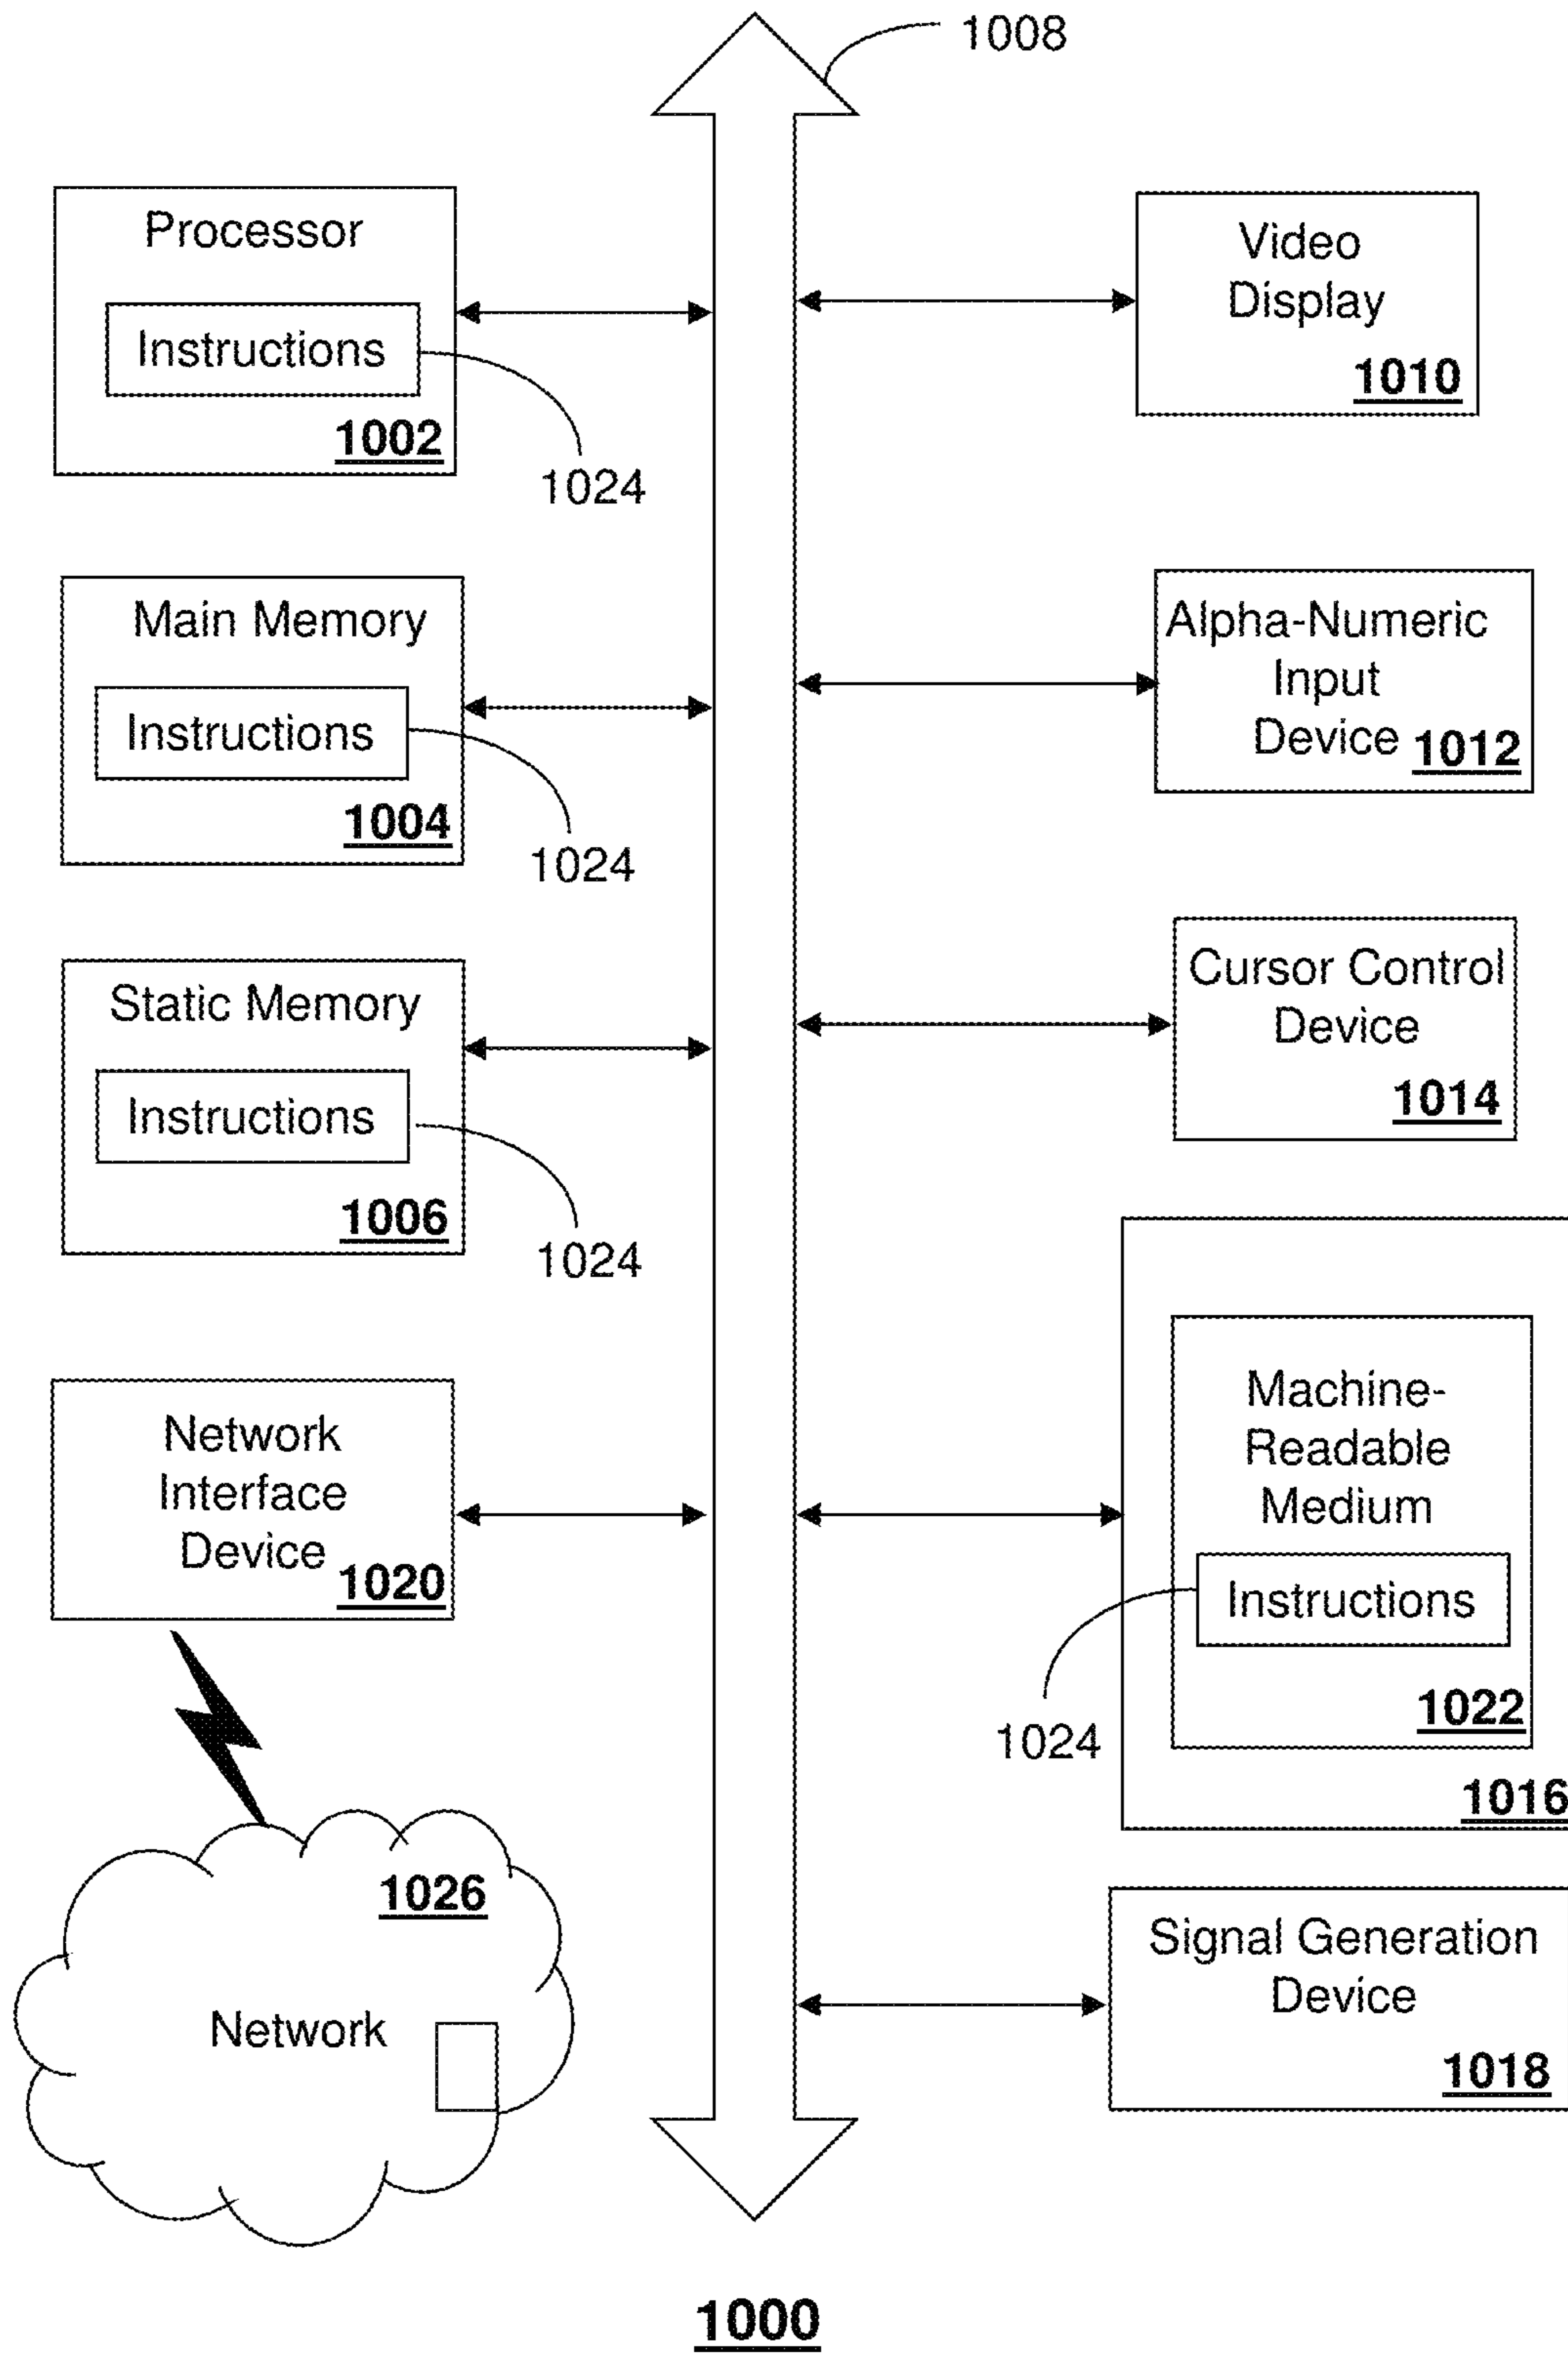 1008
Processor
Instructions
1002
1024
Main Memory
Instructions
1004
1024
Static Memory
Instructions
1006
1024
Network
Interface
Device
1020
1026
Network
Video
Display
1010
Alpha-Numeric
Input
Device
1012
Cursor Control
Device
1014
Machine-
Readable
Medium
Instructions
1022
1024
1016
Signal Generation
Device
1018
1000